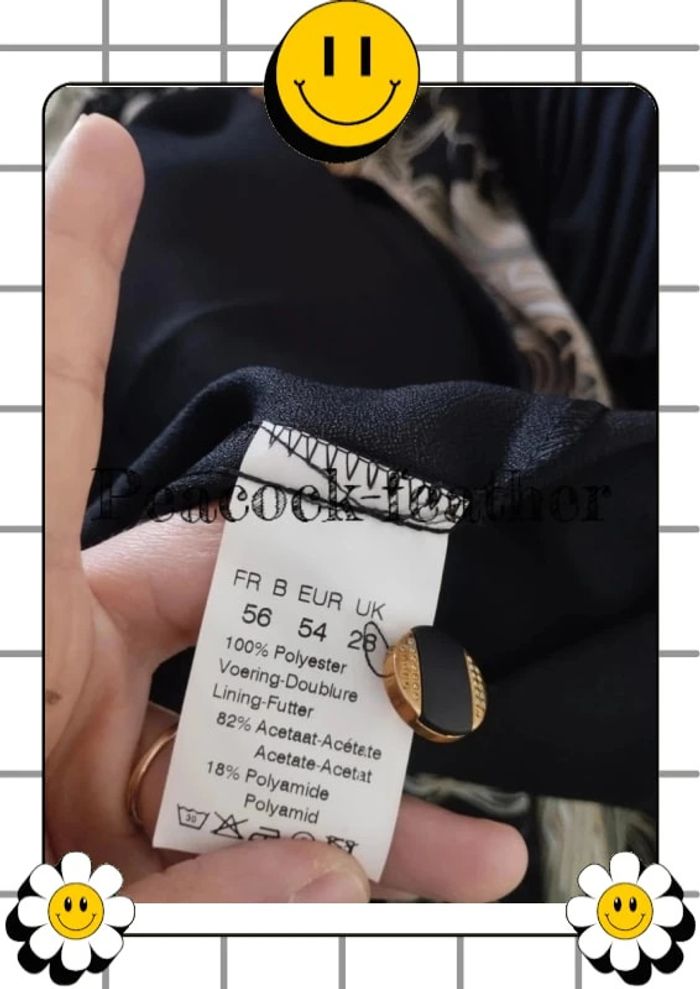 Peacock-feather
FR B EUR UK
56 54 28
100% Polyester
Voering-Doublure
Lining-Futter
82% Acetaat-Acétate
Acetate-Acetat
18% Polyamide
Polyamid
30